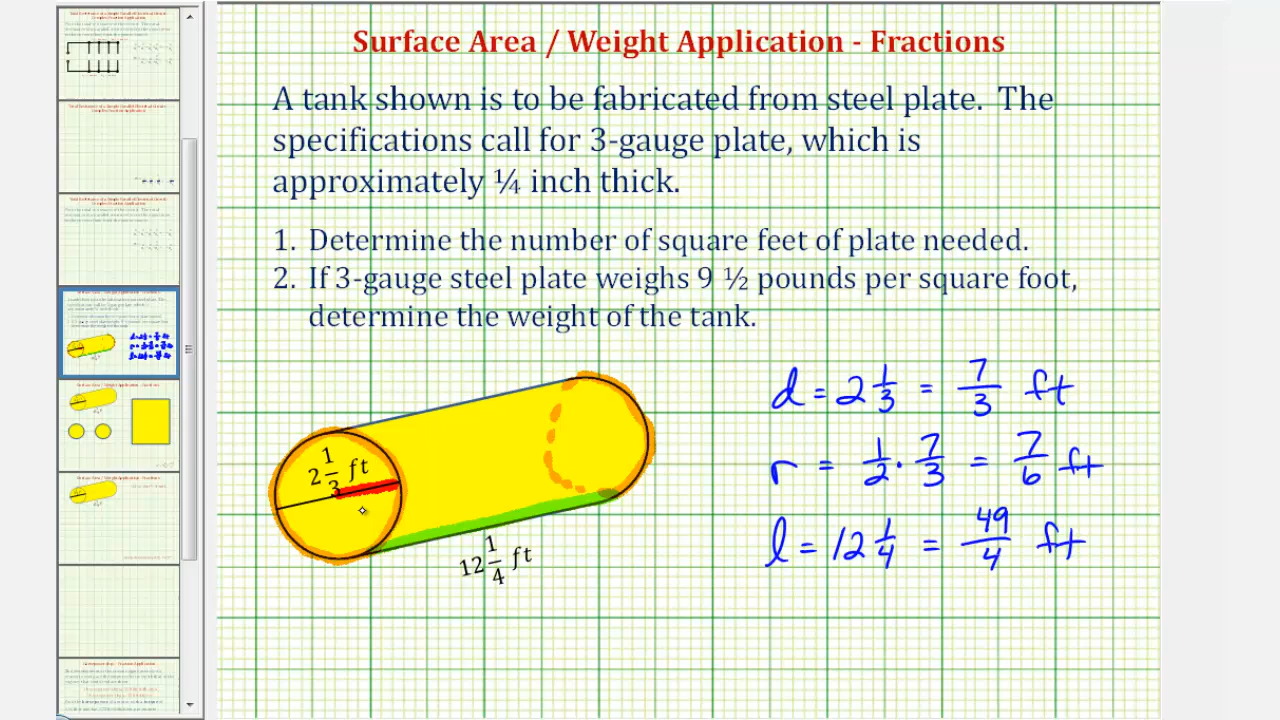 Surface Area / Weight Application - Fractions
A tank shown is to be fabricated from steel plate. The
specifications call for 3-gauge plate, which is
approximately ¼ inch thick.
1. Determine the number of square feet of plate needed.
2. If 3-gauge steel plate weighs 9 ½ pounds per square foot,
determine the weight of the tank.
2 1/3 ft
12 1/4 ft
d = 2 1/3 = 7/3 ft
r = 1/2 · 7/3 = 7/6 ft
l = 12 1/4 = 49/4 ft